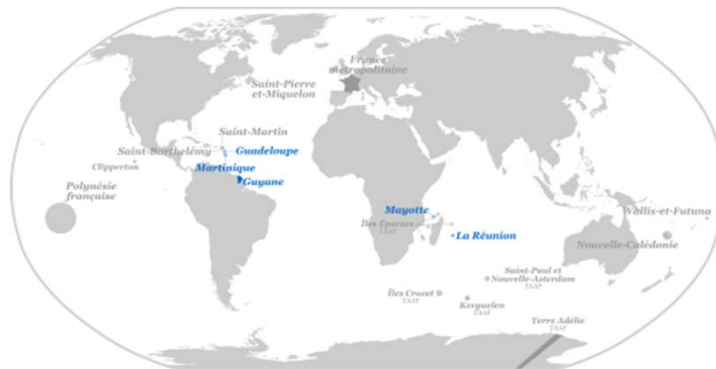 France
métropolitaine
Saint-Pierre
et-Miquelon
Saint-Martin
Saint-Barthelémy
Guadeloupe
Clipperton
Martinique
Guyane
Polynésie
française
Mayotte
Îles Éparses
TAAF
La Réunion
Wallis-et-Futuna
Nouvelle-Calédonie
Saint-Paul et
Nouvelle-Asterdam
TAAF
Îles Crozet
TAAF
Kerguelen
TAAF
Terre Adélie
TAAF